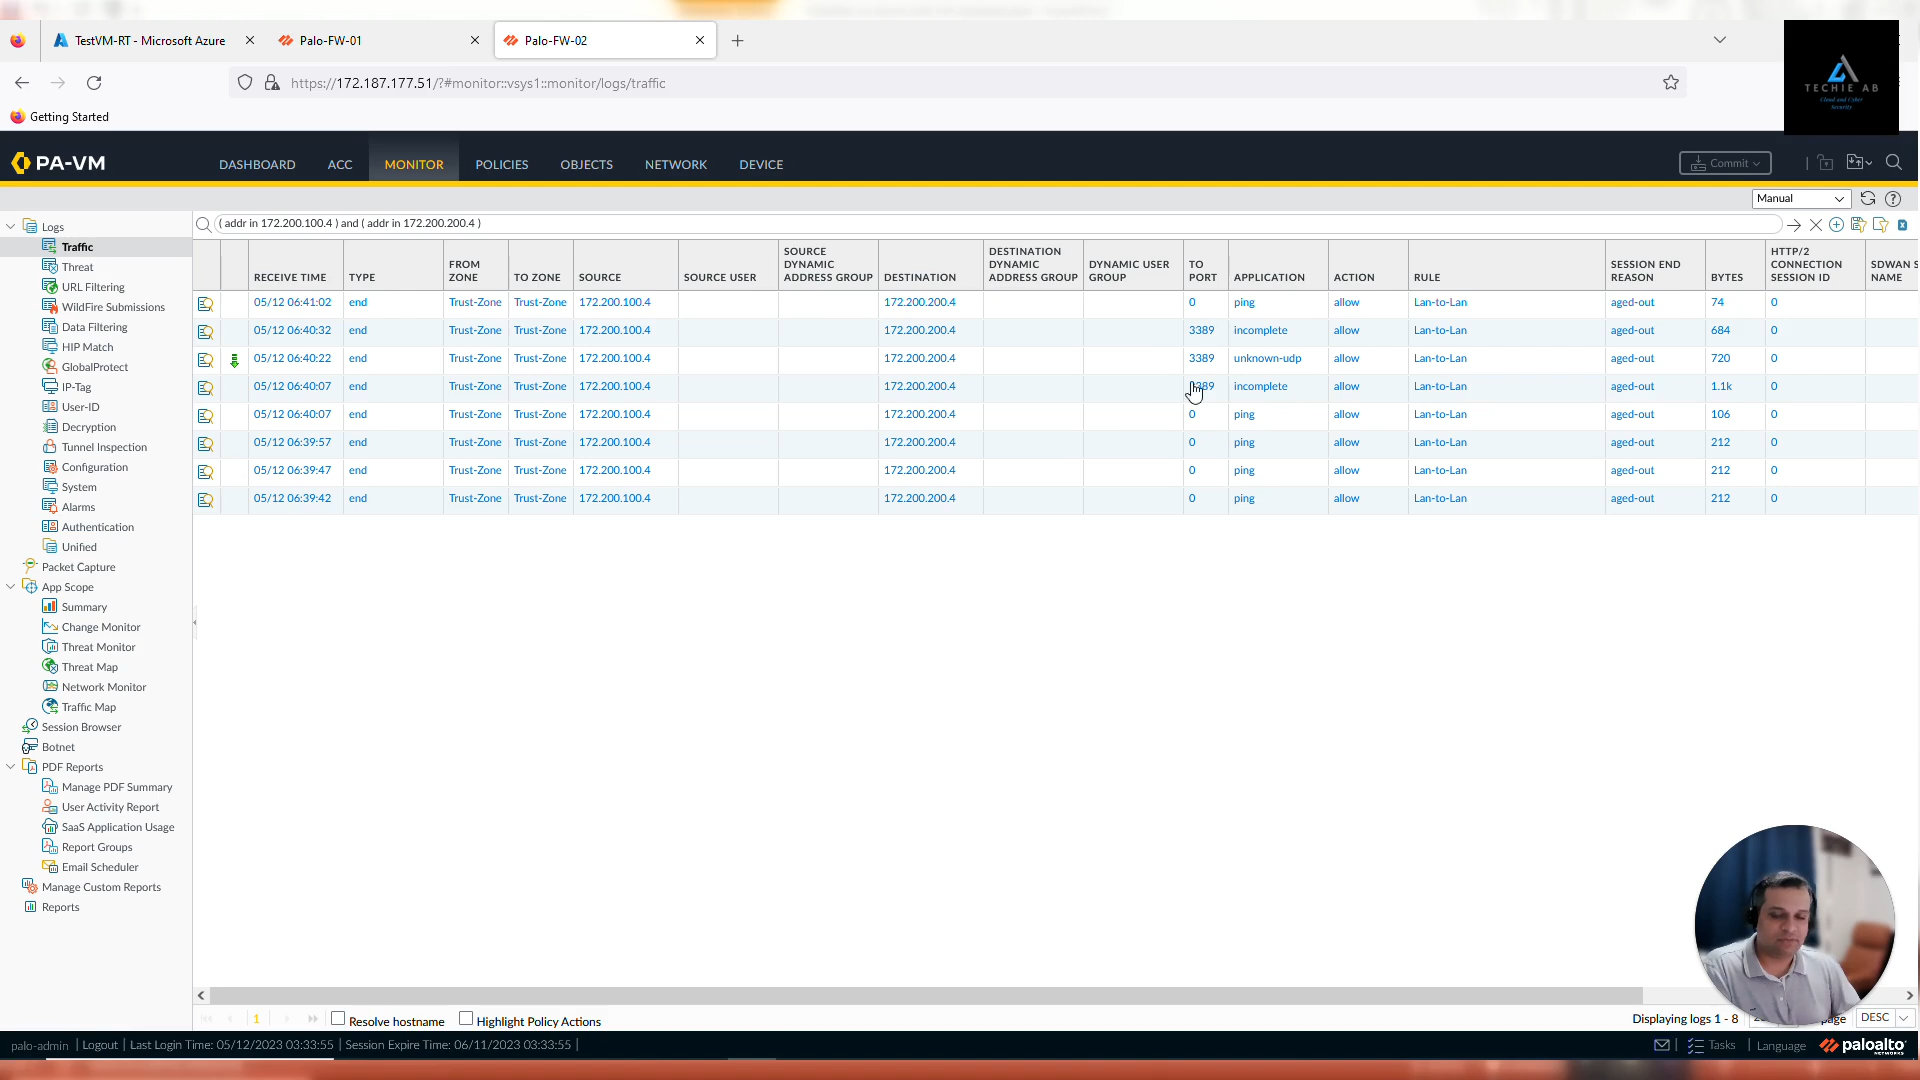 TestVM-RT - Microsoft Azure
Palo-FW-01
Palo-FW-02
https://172.187.177.51/?#monitor::vsys1::monitor/logs/traffic
TECHIE AB
Cloud and Cyber
Security
Getting Started
PA-VM
DASHBOARD ACC MONITOR POLICIES OBJECTS NETWORK DEVICE
Commit
Manual
( addr in 172.200.100.4 ) and ( addr in 172.200.200.4 )
Logs
Traffic
Threat
URL Filtering
WildFire Submissions
Data Filtering
HIP Match
GlobalProtect
IP-Tag
User-ID
Decryption
Tunnel Inspection
Configuration
System
Alarms
Authentication
Unified
Packet Capture
App Scope
Summary
Change Monitor
Threat Monitor
Threat Map
Network Monitor
Traffic Map
Session Browser
Botnet
PDF Reports
Manage PDF Summary
User Activity Report
SaaS Application Usage
Report Groups
Email Scheduler
Manage Custom Reports
Reports
RECEIVE TIME TYPE FROM ZONE TO ZONE SOURCE SOURCE USER SOURCE DYNAMIC ADDRESS GROUP DESTINATION DESTINATION DYNAMIC ADDRESS GROUP DYNAMIC USER GROUP TO PORT APPLICATION ACTION RULE SESSION END REASON BYTES HTTP/2 CONNECTION SESSION ID SDWAN S NAME
05/12 06:41:02 end Trust-Zone Trust-Zone 172.200.100.4 172.200.200.4 0 ping allow Lan-to-Lan aged-out 74 0
05/12 06:40:32 end Trust-Zone Trust-Zone 172.200.100.4 172.200.200.4 3389 incomplete allow Lan-to-Lan aged-out 684 0
05/12 06:40:22 end Trust-Zone Trust-Zone 172.200.100.4 172.200.200.4 3389 unknown-udp allow Lan-to-Lan aged-out 720 0
05/12 06:40:07 end Trust-Zone Trust-Zone 172.200.100.4 172.200.200.4 389 incomplete allow Lan-to-Lan aged-out 1.1k 0
05/12 06:40:07 end Trust-Zone Trust-Zone 172.200.100.4 172.200.200.4 0 ping allow Lan-to-Lan aged-out 106 0
05/12 06:39:57 end Trust-Zone Trust-Zone 172.200.100.4 172.200.200.4 0 ping allow Lan-to-Lan aged-out 212 0
05/12 06:39:47 end Trust-Zone Trust-Zone 172.200.100.4 172.200.200.4 0 ping allow Lan-to-Lan aged-out 212 0
05/12 06:39:42 end Trust-Zone Trust-Zone 172.200.100.4 172.200.200.4 0 ping allow Lan-to-Lan aged-out 212 0
1 Resolve hostname Highlight Policy Actions Displaying logs 1 - 8 page DESC
palo-admin | Logout | Last Login Time: 05/12/2023 03:33:55 | Session Expire Time: 06/11/2023 03:33:55 |
Tasks | Language paloalto NETWORKS